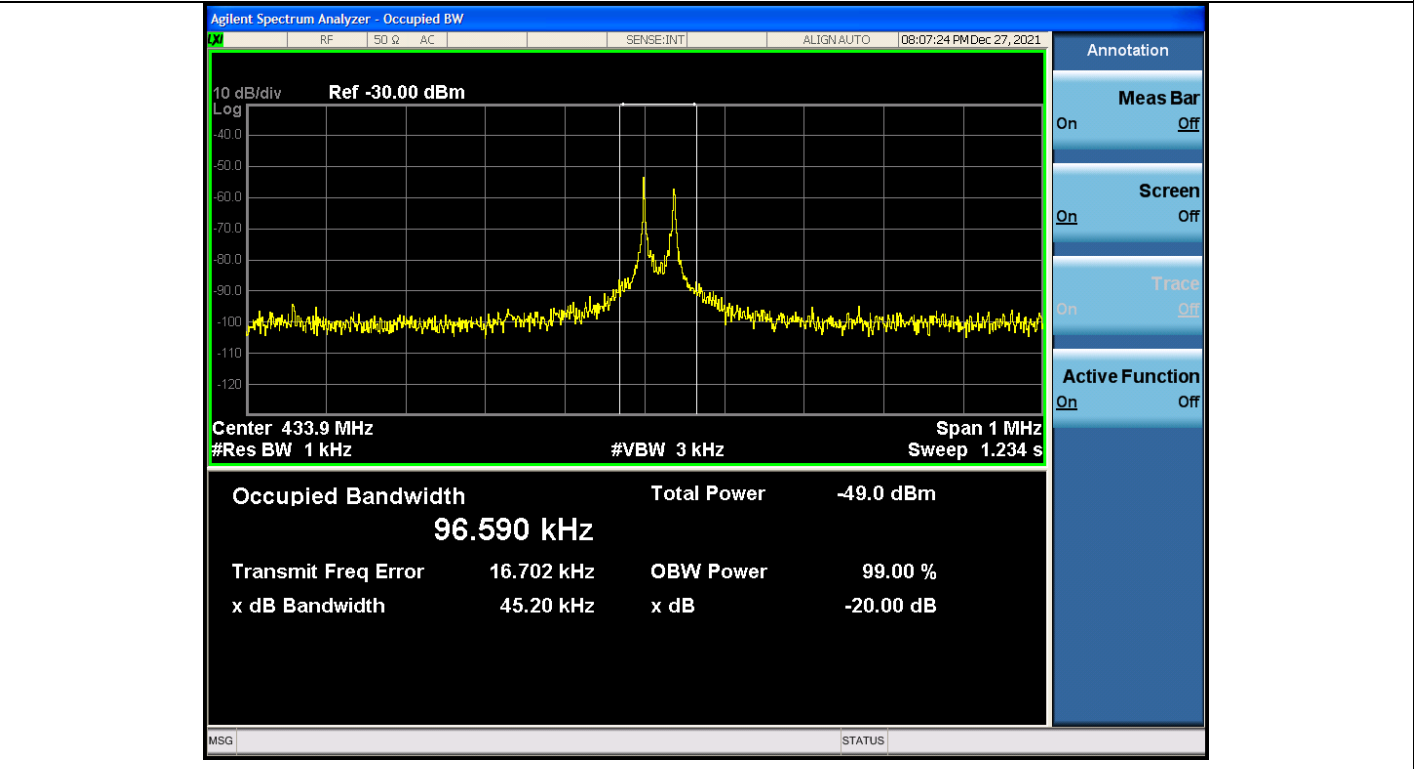 Agilent Spectrum Analyzer - Occupied BW
LXI RF 50 Ω AC SENSE:INT ALIGN AUTO 08:07:24 PM Dec 27, 2021
Annotation
10 dB/div Ref -30.00 dBm
Log
-40.0
-50.0
-60.0
-70.0
-80.0
-90.0
-100
-110
-120
Center 433.9 MHz Span 1 MHz
#Res BW 1 kHz #VBW 3 kHz Sweep 1.234 s
Occupied Bandwidth Total Power -49.0 dBm
96.590 kHz
Transmit Freq Error 16.702 kHz OBW Power 99.00 %
x dB Bandwidth 45.20 kHz x dB -20.00 dB
Meas Bar
On Off
Screen
On Off
Trace
On Off
Active Function
On Off
MSG STATUS